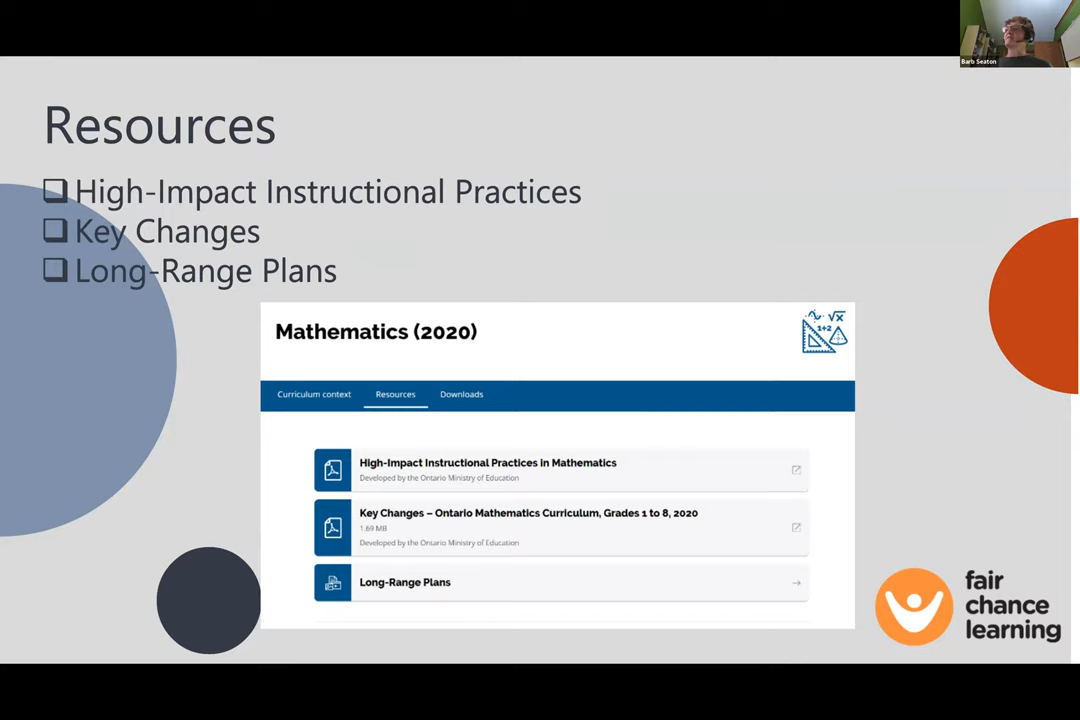 Barb Seaton
Resources
High-Impact Instructional Practices
Key Changes
Long-Range Plans
Mathematics (2020)
√x
1+2
Curriculum context Resources Downloads
High-Impact Instructional Practices in Mathematics
Developed by the Ontario Ministry of Education
Key Changes – Ontario Mathematics Curriculum, Grades 1 to 8, 2020
1.69 MB
Developed by the Ontario Ministry of Education
Long-Range Plans
fair
chance
learning